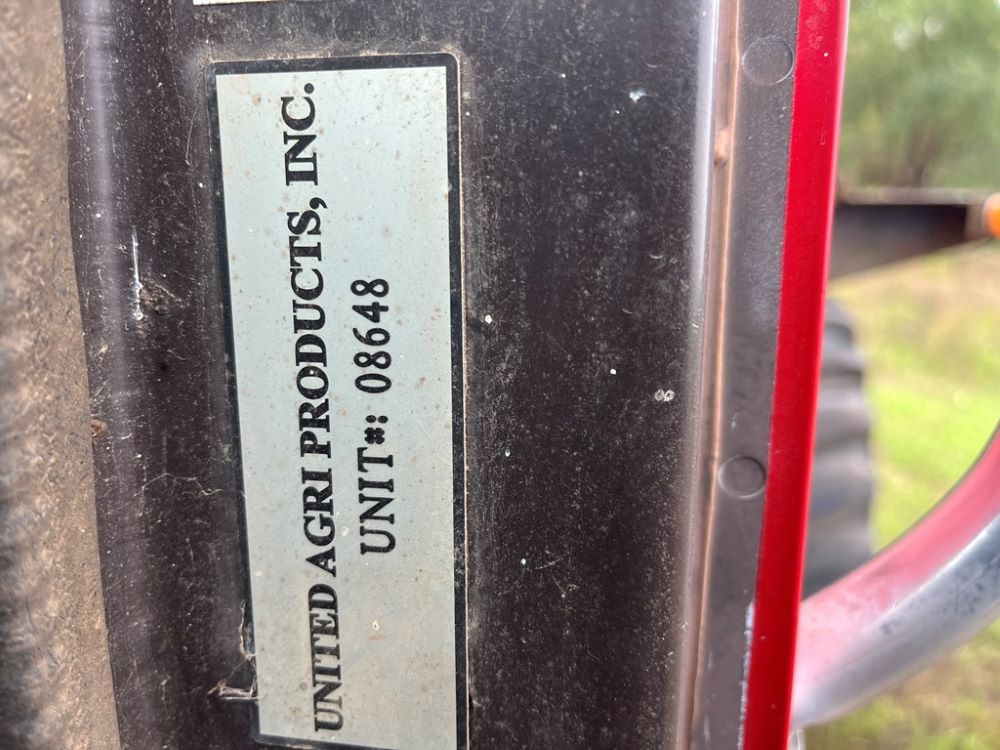 UNITED AGRI PRODUCTS, INC.
UNIT#: 08648